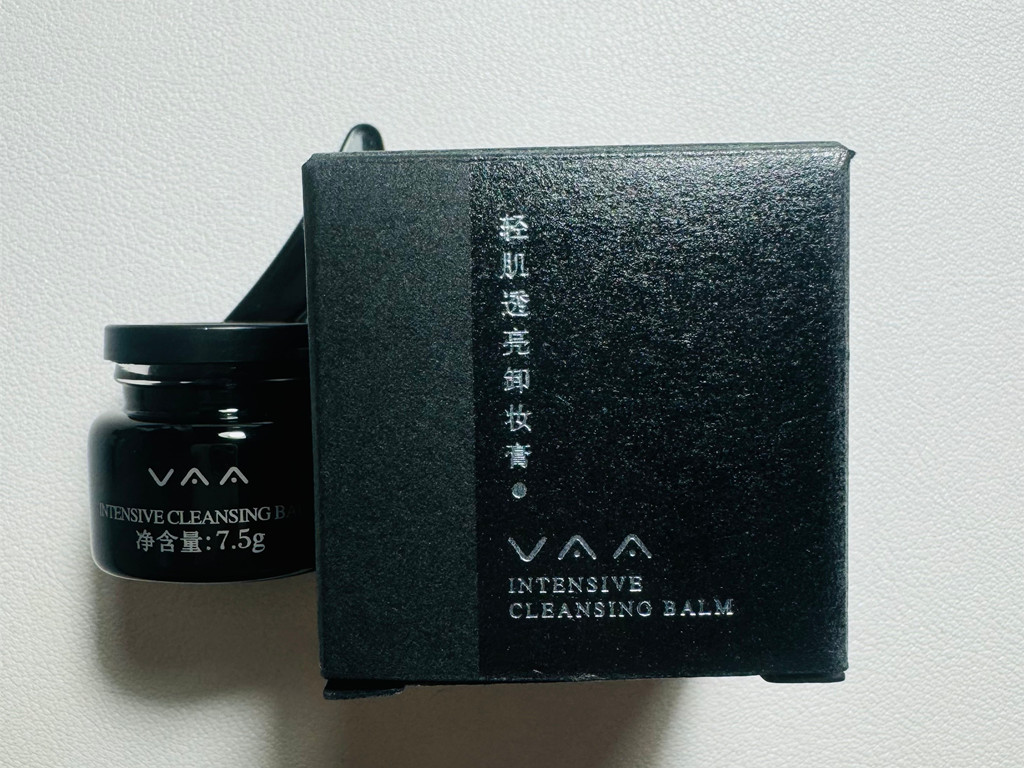 轻肌透亮卸妆膏
VAA
INTENSIVE
CLEANSING BALM
VAA
INTENSIVE CLEANSING BA
净含量:7.5g